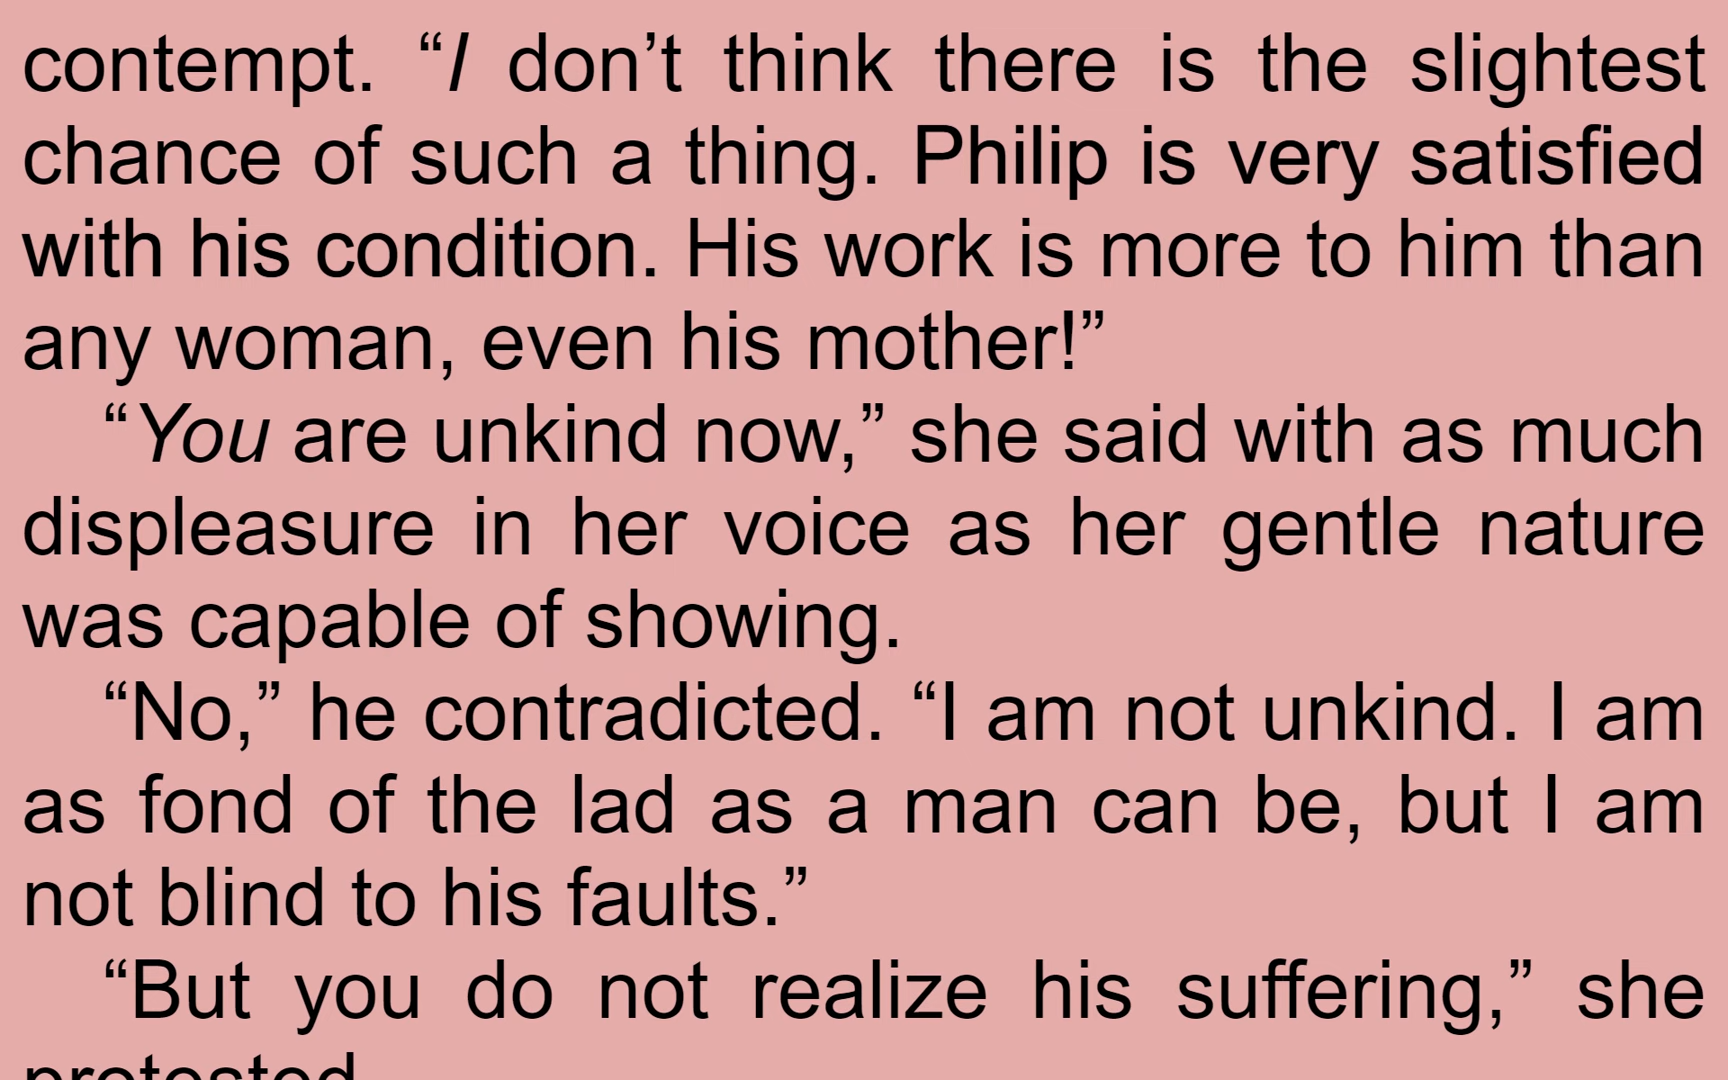 contempt. “I don’t think there is the slightest
chance of such a thing. Philip is very satisfied
with his condition. His work is more to him than
any woman, even his mother!”
“You are unkind now,” she said with as much
displeasure in her voice as her gentle nature
was capable of showing.
“No,” he contradicted. “I am not unkind. I am
as fond of the lad as a man can be, but I am
not blind to his faults.”
“But you do not realize his suffering,” she
protested.